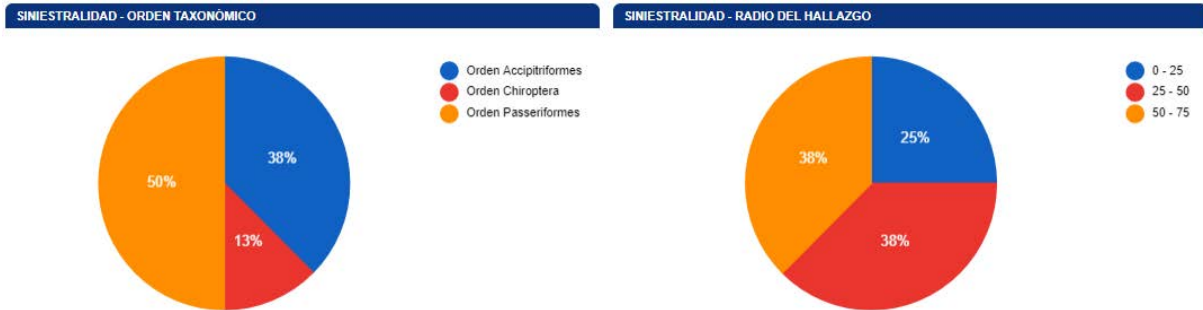 SINIESTRALIDAD - ORDEN TAXONÓMICO
38%
13%
50%
Orden Accipitriformes
Orden Chiroptera
Orden Passeriformes
SINIESTRALIDAD - RADIO DEL HALLAZGO
25%
38%
38%
0 - 25
25 - 50
50 - 75